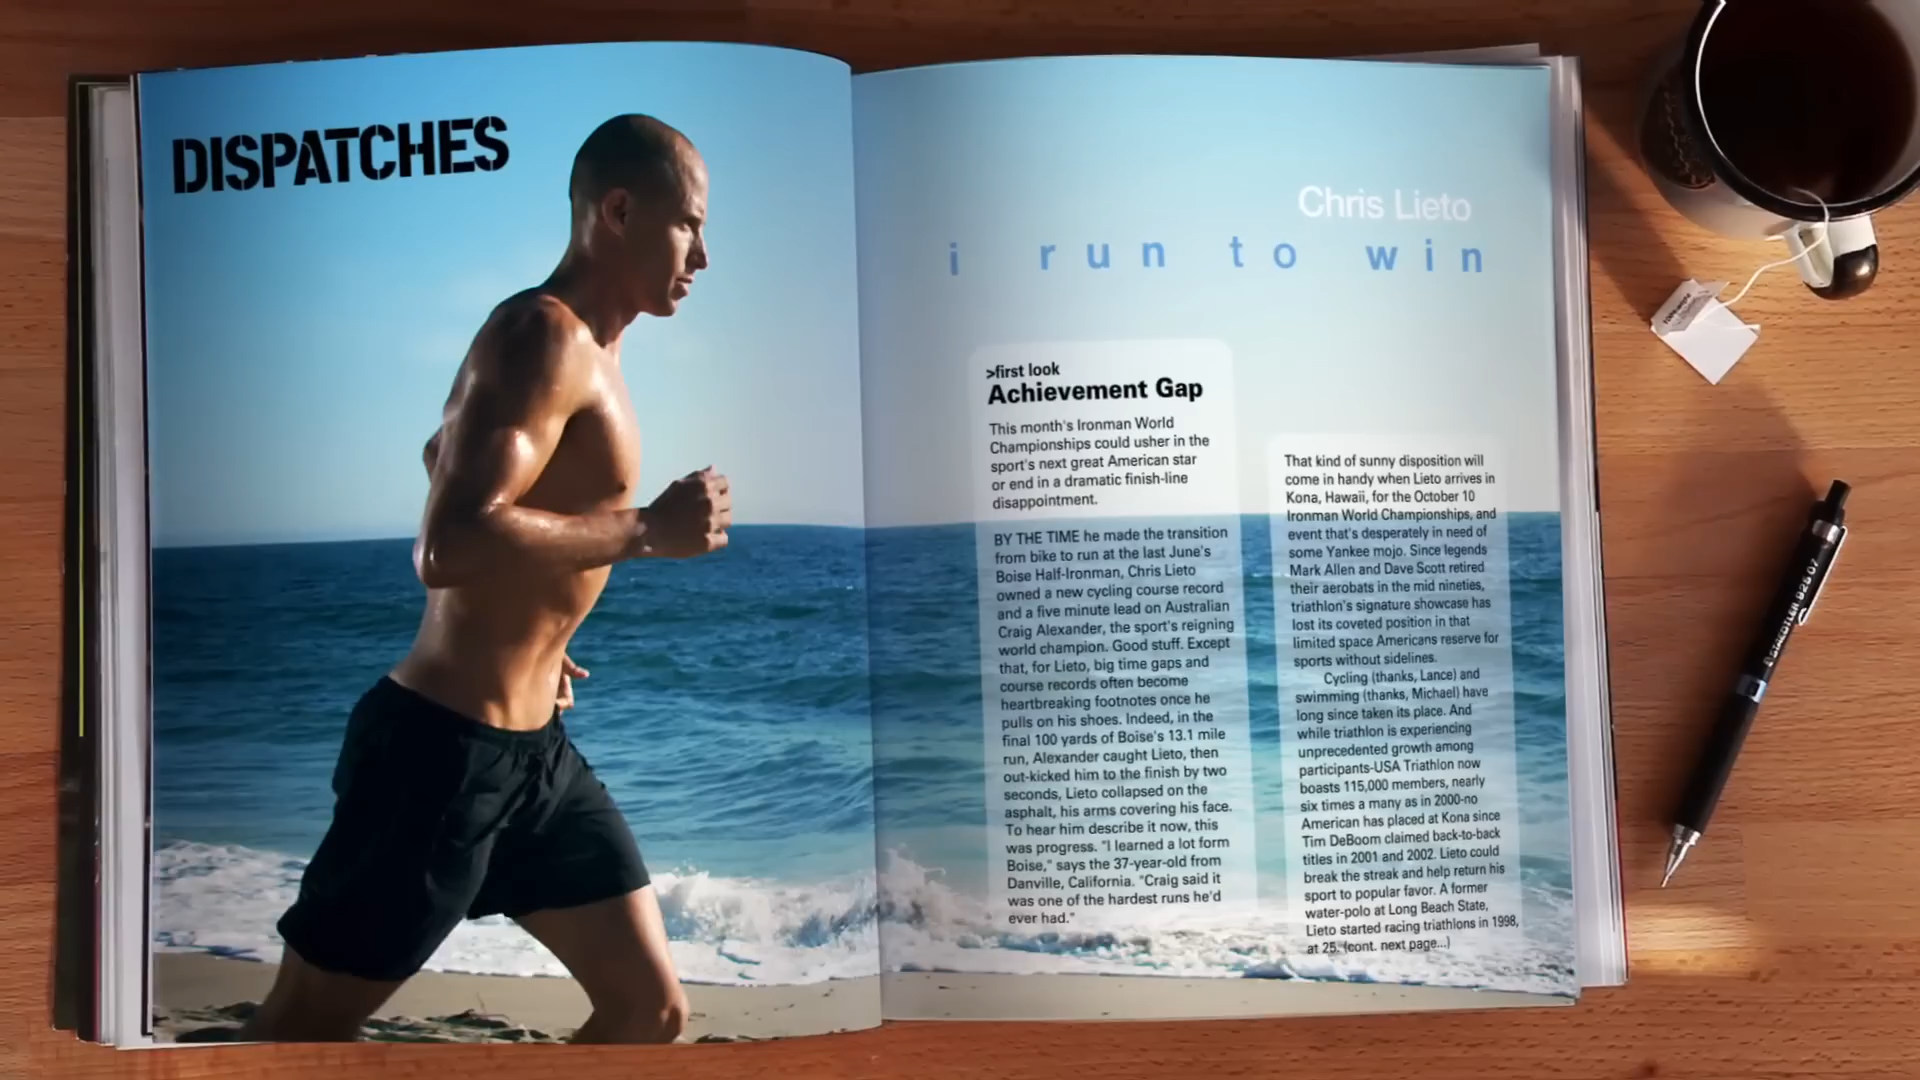 DISPATCHES
Chris Lieto
i run to win
>first look
Achievement Gap
This month's Ironman World
Championships could usher in the
sport's next great American star
or end in a dramatic finish-line
disappointment.
BY THE TIME he made the transition
from bike to run at the last June's
Boise Half-Ironman, Chris Lieto
owned a new cycling course record
and a five minute lead on Australian
Craig Alexander, the sport's reigning
world champion. Good stuff. Except
that, for Lieto, big time gaps and
course records often become
heartbreaking footnotes once he
pulls on his shoes. Indeed, in the
final 100 yards of Boise's 13.1 mile
run, Alexander caught Lieto, then
out-kicked him to the finish by two
seconds, Lieto collapsed on the
asphalt, his arms covering his face.
To hear him describe it now, this
was progress. "I learned a lot form
Boise," says the 37-year-old from
Danville, California. "Craig said it
was one of the hardest runs he'd
ever had."
That kind of sunny disposition will
come in handy when Lieto arrives in
Kona, Hawaii, for the October 10
Ironman World Championships, and
event that's desperately in need of
some Yankee mojo. Since legends
Mark Allen and Dave Scott retired
their aerobats in the mid nineties,
triathlon's signature showcase has
lost its coveted position in that
limited space Americans reserve for
sports without sidelines.
Cycling (thanks, Lance) and
swimming (thanks, Michael) have
long since taken its place. And
while triathlon is experiencing
unprecedented growth among
participants-USA Triathlon now
boasts 115,000 members, nearly
six times a many as in 2000-no
American has placed at Kona since
Tim DeBoom claimed back-to-back
titles in 2001 and 2002. Lieto could
break the streak and help return his
sport to popular favor. A former
water-polo at Long Beach State,
Lieto started racing triathlons in 1998,
at 25. (cont. next page...)
STAEDTLER 925 07